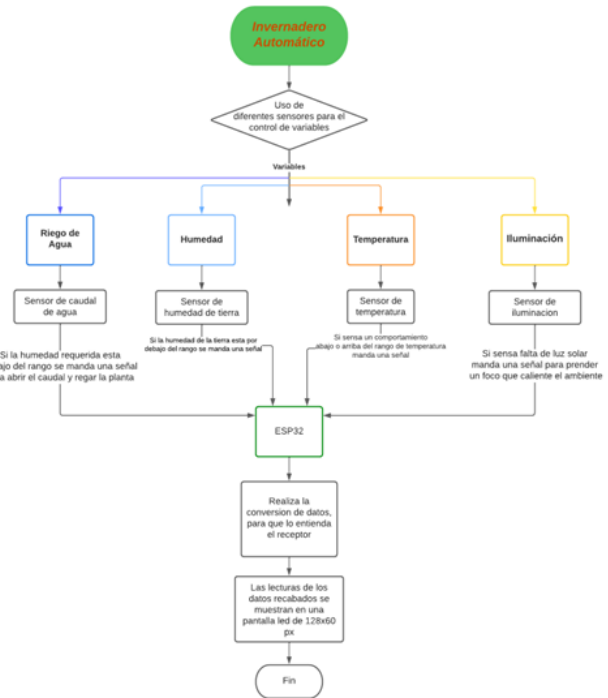 Invernadero
Automático
Uso de
diferentes sensores para el
control de variables
Variables
Riego de
Agua
Humedad
Temperatura
Iluminación
Sensor de caudal
de agua
Sensor de
humedad de tierra
Sensor de
temperatura
Sensor de
iluminacion
Si la humedad requerida esta
ajo del rango se manda una señal
a abrir el caudal y regar la planta
Si la humedad de la tierra esta por
debajo del rango se manda una señal
Si sensa un comportamiento
abajo o arriba del rango de temperatura
manda una señal
Si sensa falta de luz solar
manda una señal para prender
un foco que caliente el ambiente
ESP32
Realiza la
conversion de datos,
para que lo entienda
el receptor
Las lecturas de los
datos recabados se
muestran en una
pantalla led de 128x60
px
Fin